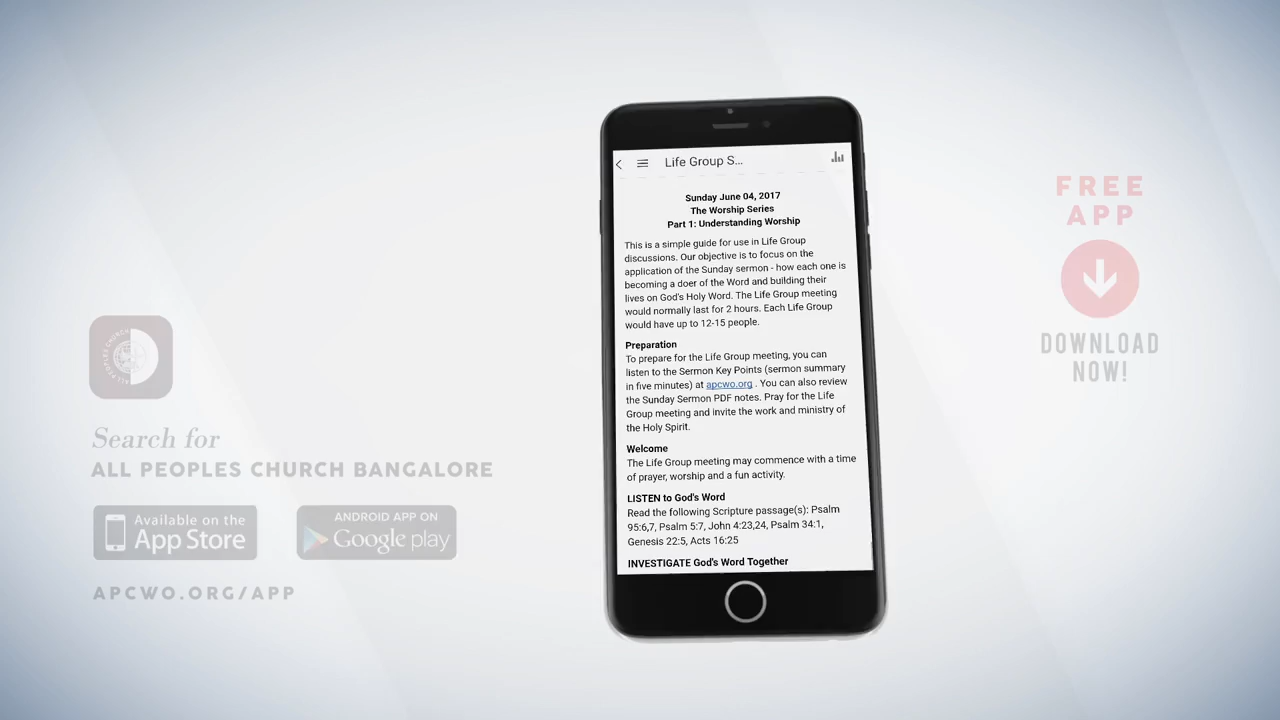 Life Group S...
Sunday June 04, 2017
The Worship Series
Part 1: Understanding Worship
This is a simple guide for use in Life Group
discussions. Our objective is to focus on the
application of the Sunday sermon - how each one is
becoming a doer of the Word and building their
lives on God's Holy Word. The Life Group meeting
would normally last for 2 hours. Each Life Group
would have up to 12-15 people.
Preparation
To prepare for the Life Group meeting, you can
listen to the Sermon Key Points (sermon summary
in five minutes) at apcwo.org . You can also review
the Sunday Sermon PDF notes. Pray for the Life
Group meeting and invite the work and ministry of
the Holy Spirit.
Welcome
The Life Group meeting may commence with a time
of prayer, worship and a fun activity.
LISTEN to God's Word
Read the following Scripture passage(s): Psalm
95:6,7, Psalm 5:7, John 4:23,24, Psalm 34:1,
Genesis 22:5, Acts 16:25
INVESTIGATE God's Word Together
ALL PEOPLES CHURCH
Search for
ALL PEOPLES CHURCH BANGALORE
Available on the
App Store
ANDROID APP ON
Google play
APCWO.ORG/APP
FREE
APP
DOWNLOAD
NOW!